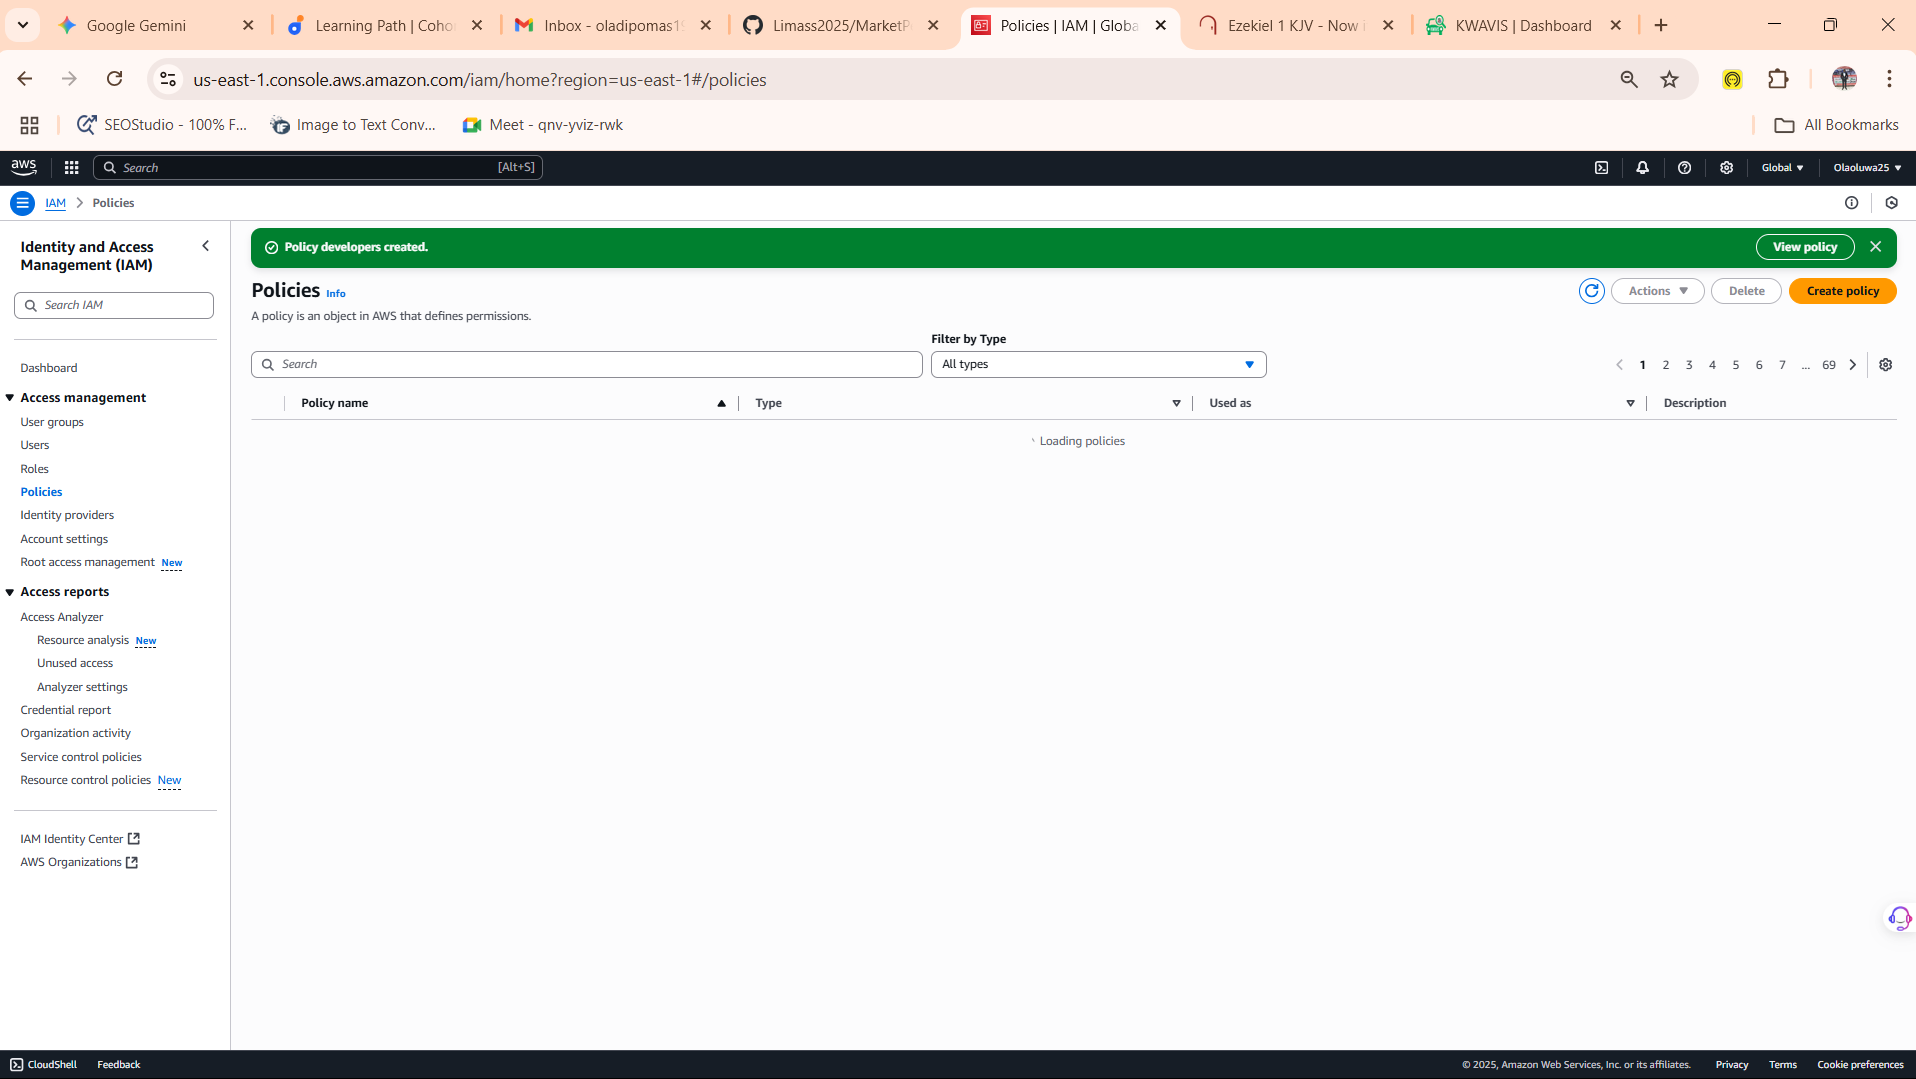 Google Gemini
Learning Path | Coho
Inbox - oladipomas19
Limass2025/MarketP
Policies | IAM | Globa
Ezekiel 1 KJV - Now i
KWAVIS | Dashboard
us-east-1.console.aws.amazon.com/iam/home?region=us-east-1#/policies
SEOStudio - 100% F...
Image to Text Conv...
Meet - qnv-yviz-rwk
All Bookmarks
aws
Search
[Alt+S]
Global
Olaoluwa25
IAM > Policies
Identity and Access Management (IAM)
Search IAM
Dashboard
Access management
User groups
Users
Roles
Policies
Identity providers
Account settings
Root access management New
Access reports
Access Analyzer
Resource analysis New
Unused access
Analyzer settings
Credential report
Organization activity
Service control policies
Resource control policies New
IAM Identity Center
AWS Organizations
Policy developers created.
View policy
Policies Info
A policy is an object in AWS that defines permissions.
Actions
Delete
Create policy
Filter by Type
Search
All types
1 2 3 4 5 6 7 ... 69
Policy name
Type
Used as
Description
Loading policies
CloudShell
Feedback
© 2025, Amazon Web Services, Inc. or its affiliates.
Privacy
Terms
Cookie preferences